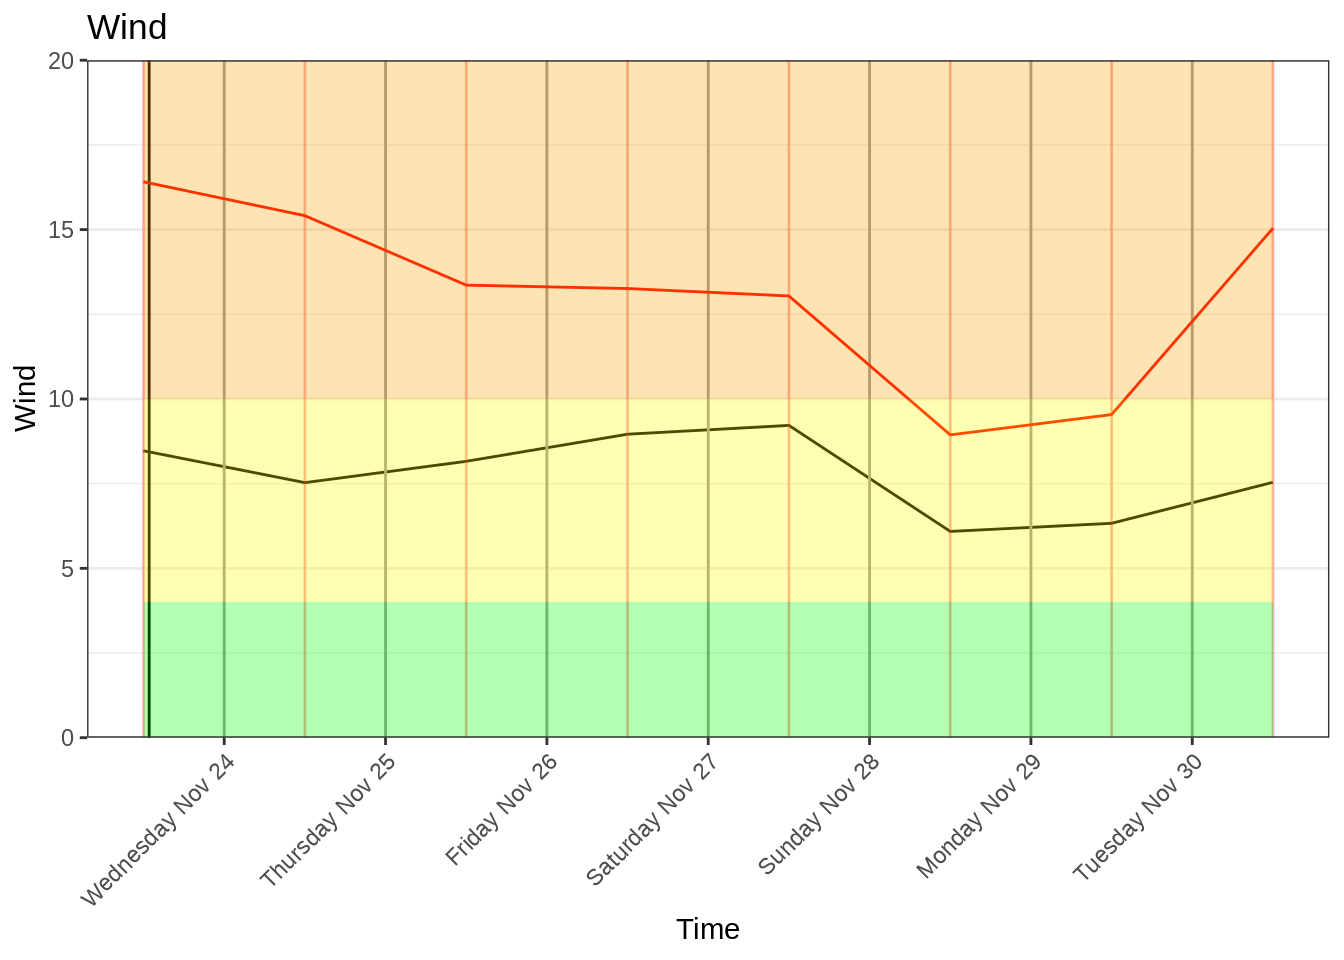 Wind
20
15
10
5
0
Wind
Wednesday Nov 24
Thursday Nov 25
Friday Nov 26
Saturday Nov 27
Sunday Nov 28
Monday Nov 29
Tuesday Nov 30
Time